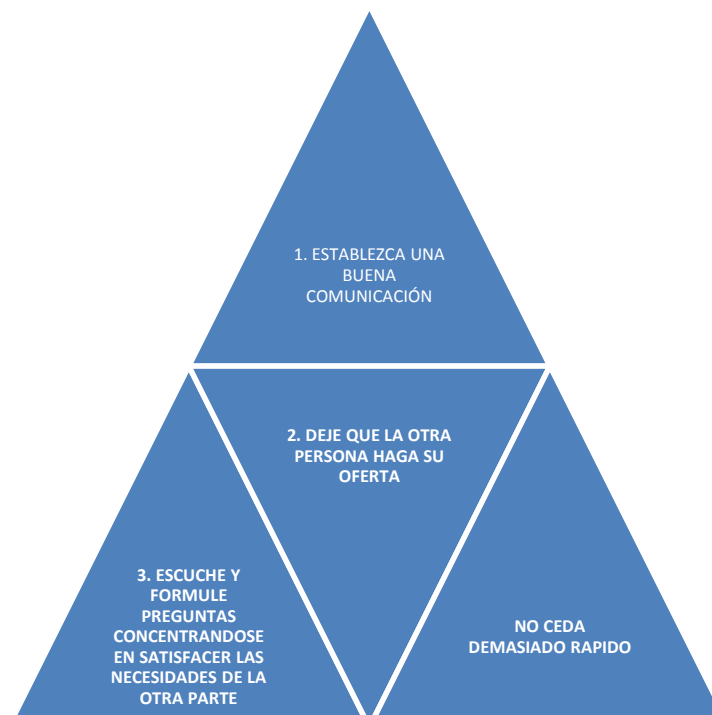 1. ESTABLEZCA UNA
BUENA
COMUNICACIÓN
2. DEJE QUE LA OTRA
PERSONA HAGA SU
OFERTA
3. ESCUCHE Y
FORMULE
PREGUNTAS
CONCENTRANDOSE
EN SATISFACER LAS
NECESIDADES DE LA
OTRA PARTE
NO CEDA
DEMASIADO RAPIDO